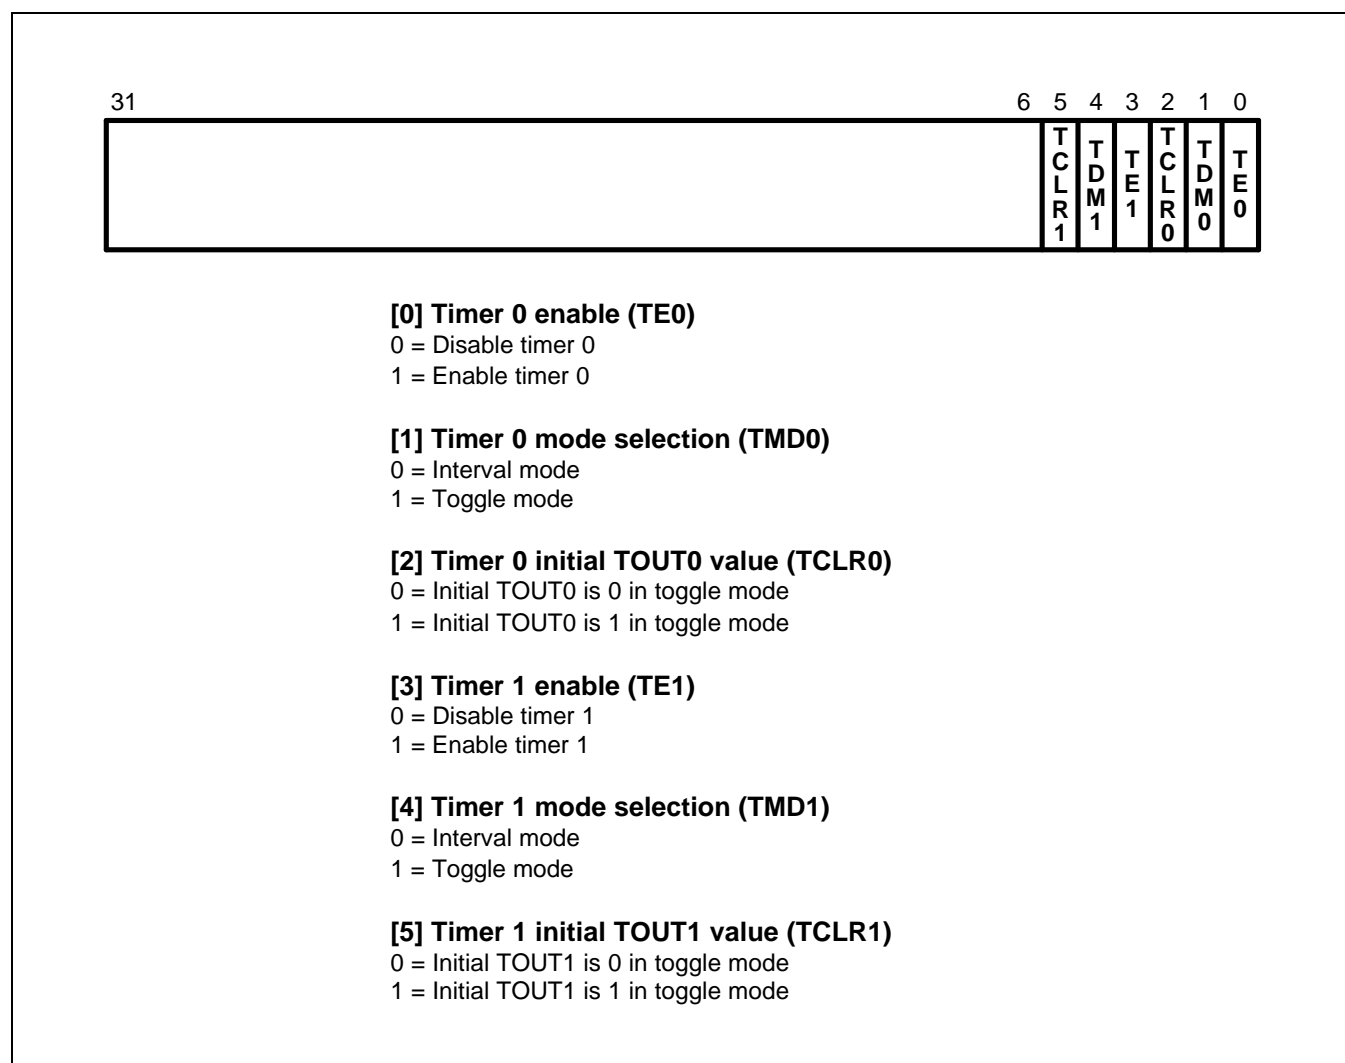 31 6 5 4 3 2 1 0
TCLR1 TDM1 TE1 TCLR0 TDM0 TE0
[0] Timer 0 enable (TE0)
0 = Disable timer 0
1 = Enable timer 0
[1] Timer 0 mode selection (TMD0)
0 = Interval mode
1 = Toggle mode
[2] Timer 0 initial TOUT0 value (TCLR0)
0 = Initial TOUT0 is 0 in toggle mode
1 = Initial TOUT0 is 1 in toggle mode
[3] Timer 1 enable (TE1)
0 = Disable timer 1
1 = Enable timer 1
[4] Timer 1 mode selection (TMD1)
0 = Interval mode
1 = Toggle mode
[5] Timer 1 initial TOUT1 value (TCLR1)
0 = Initial TOUT1 is 0 in toggle mode
1 = Initial TOUT1 is 1 in toggle mode